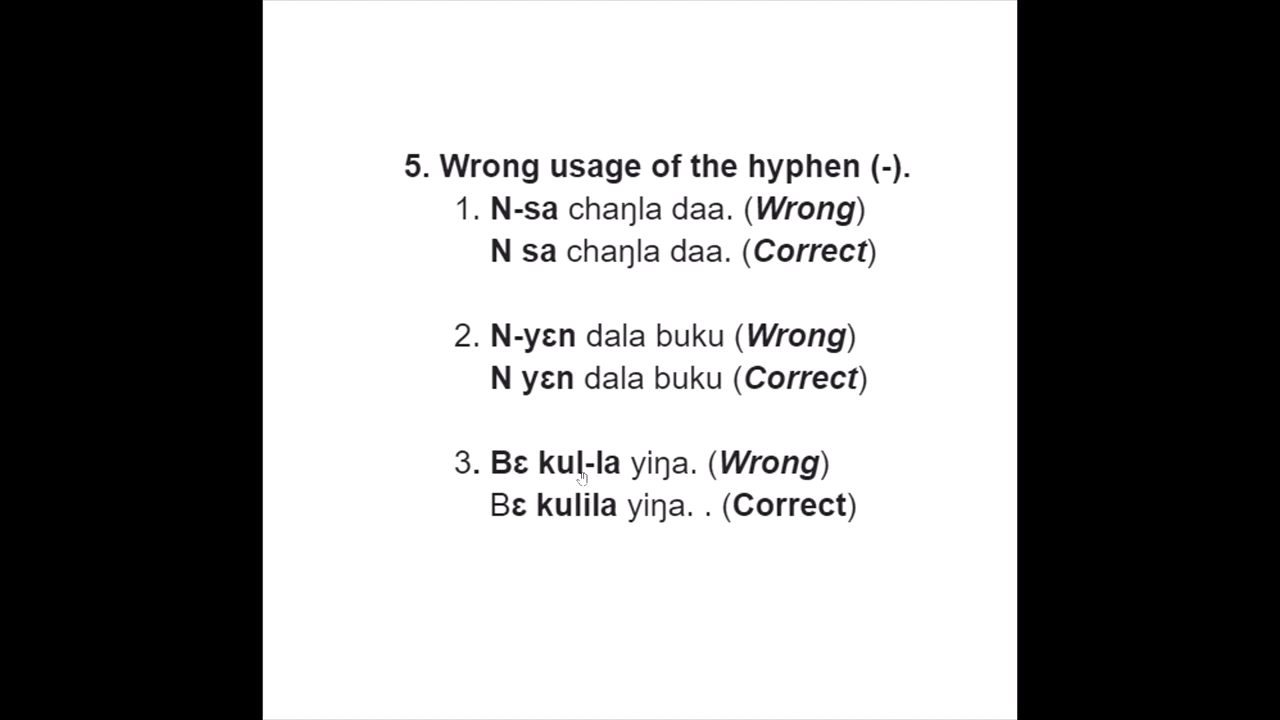 5. Wrong usage of the hyphen (-).
1. N-sa chaŋla daa. (Wrong)
N sa chaŋla daa. (Correct)
2. N-yɛn dala buku (Wrong)
N yɛn dala buku (Correct)
3. Bɛ kul-la yiŋa. (Wrong)
Bɛ kulila yiŋa. . (Correct)